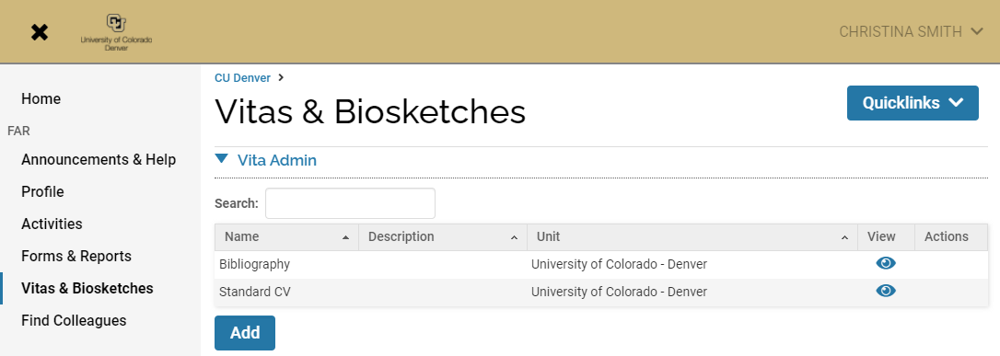 University of Colorado
Denver
CHRISTINA SMITH
Home
FAR
Announcements & Help
Profile
Activities
Forms & Reports
Vitas & Biosketches
Find Colleagues
CU Denver
Vitas & Biosketches
Quicklinks
Vita Admin
Search:
Name Description Unit View Actions
Bibliography University of Colorado - Denver
Standard CV University of Colorado - Denver
Add